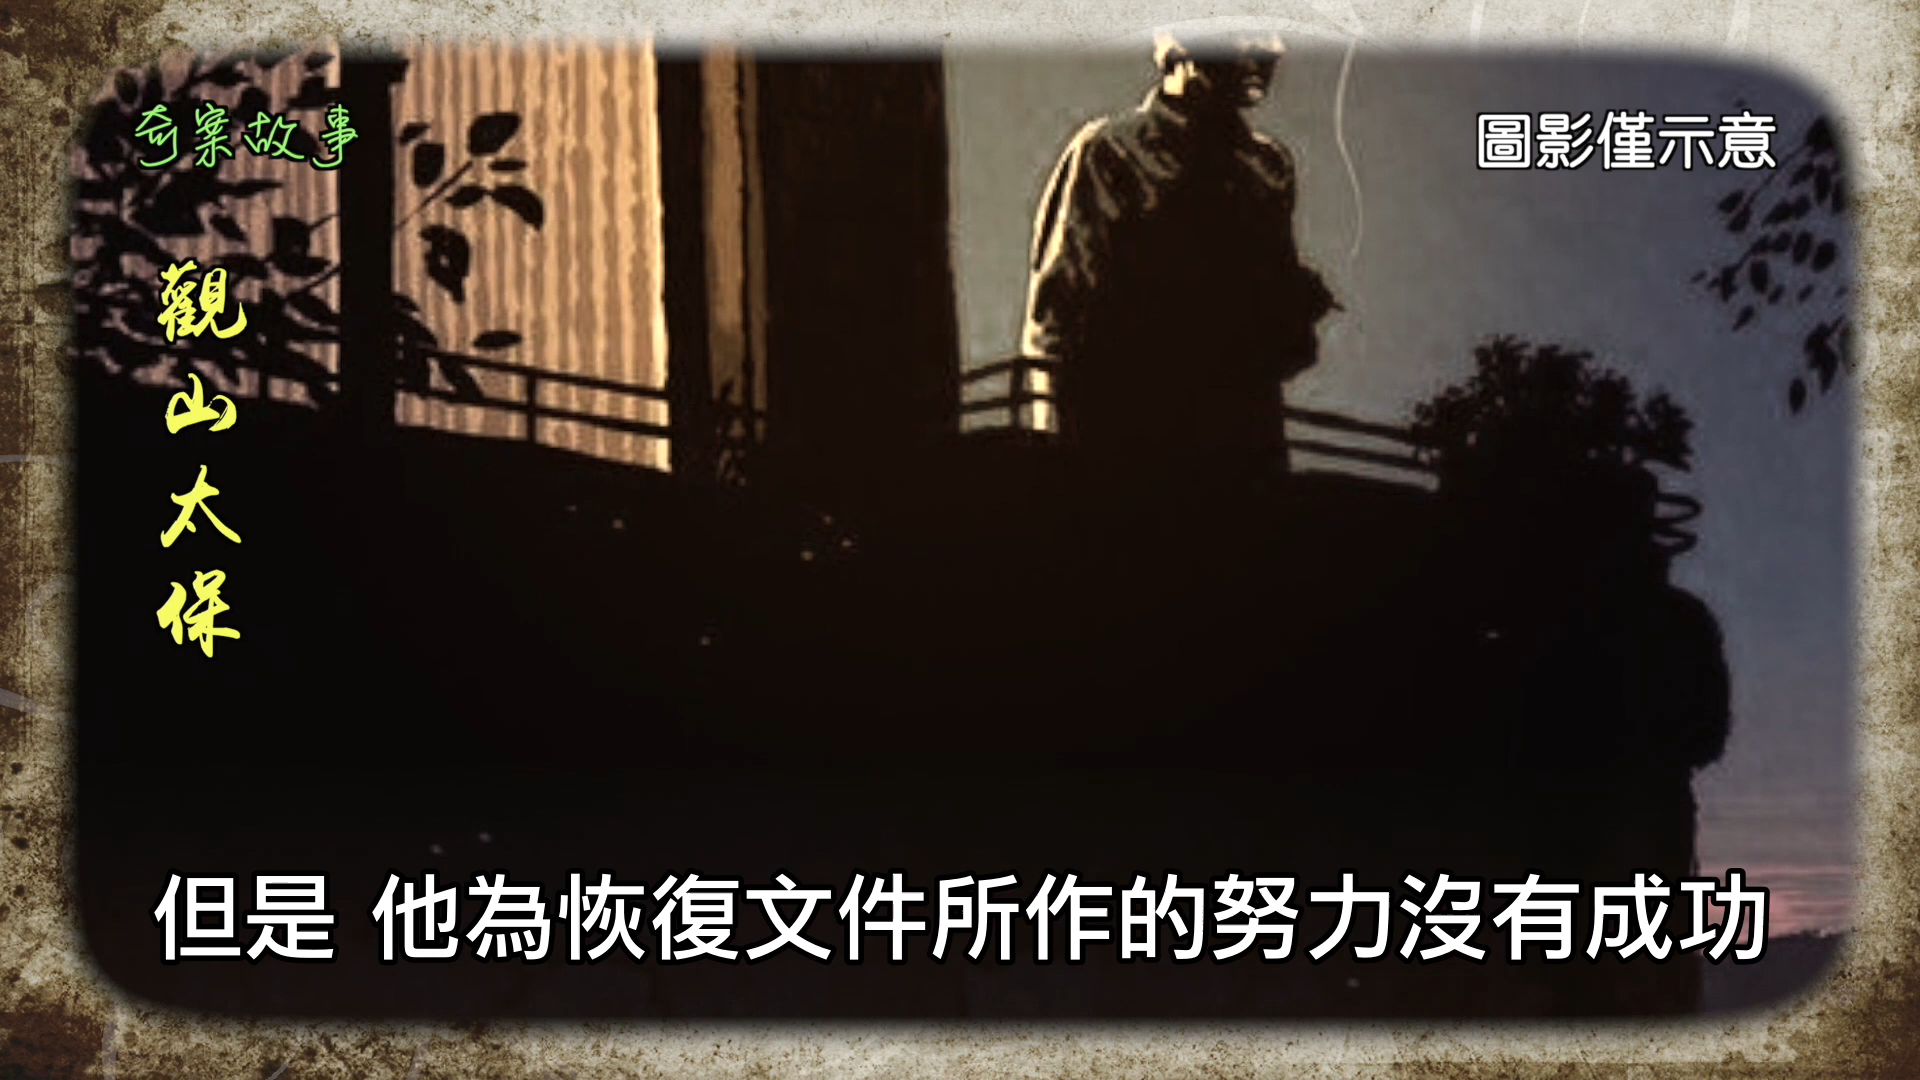 奇案故事
圖影僅示意
觀山太保
但是 他為恢復文件所作的努力沒有成功